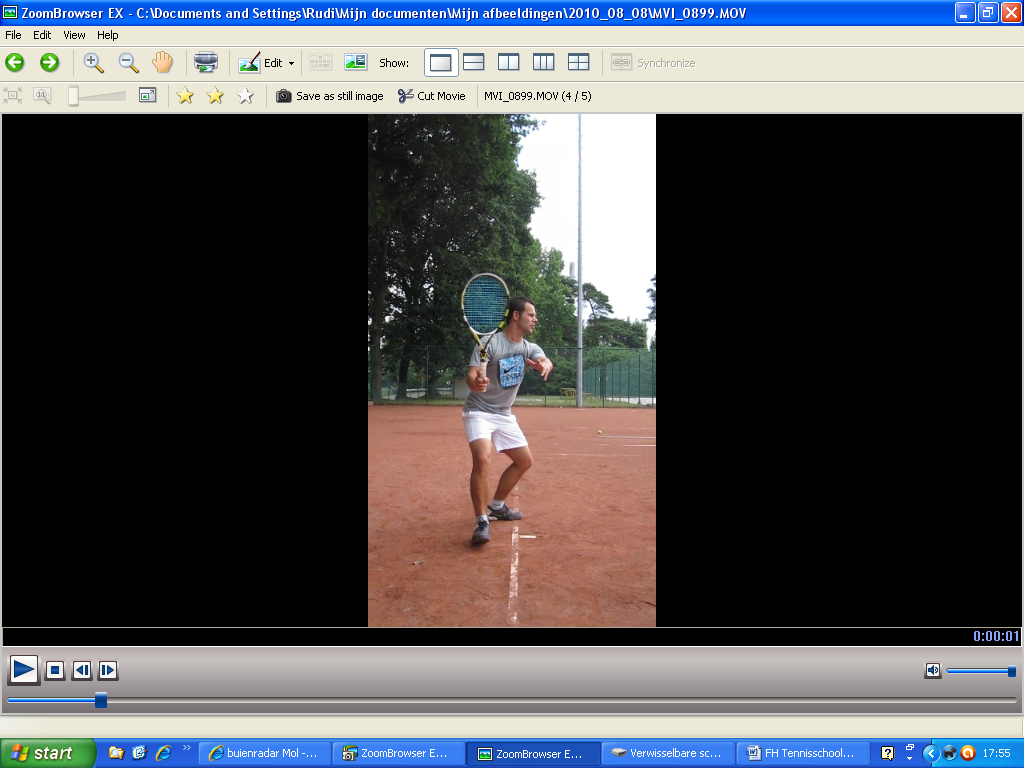 ZoomBrowser EX - C:\Documents and Settings\Rudi\Mijn documenten\Mijn afbeeldingen\2010_08_08\MVI_0899.MOV
File Edit View Help
Edit Show: Synchronize
Save as still image Cut Movie MVI_0899.MOV (4 / 5)
0:00:01
start buienradar Mol -... ZoomBrowser E... ZoomBrowser E... Verwisselbare sc... FH Tennisschool... 17:55